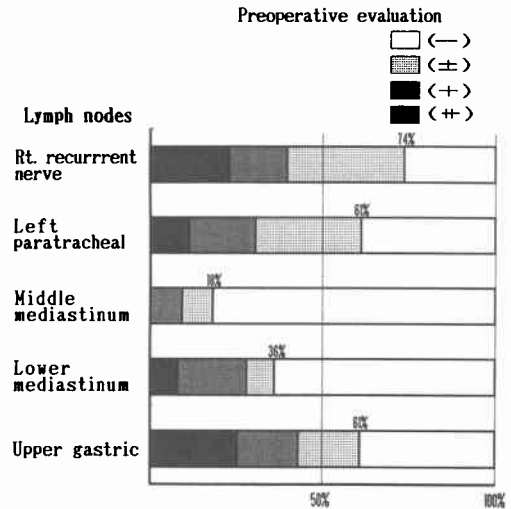 Preoperative evaluation
(—)
(±)
(+)
(⧺)
Lymph nodes
74%
Rt. recurrrent
nerve
61%
Left
paratracheal
18%
Middle
mediastinum
36%
Lower
mediastinum
61%
Upper gastric
50%
100%